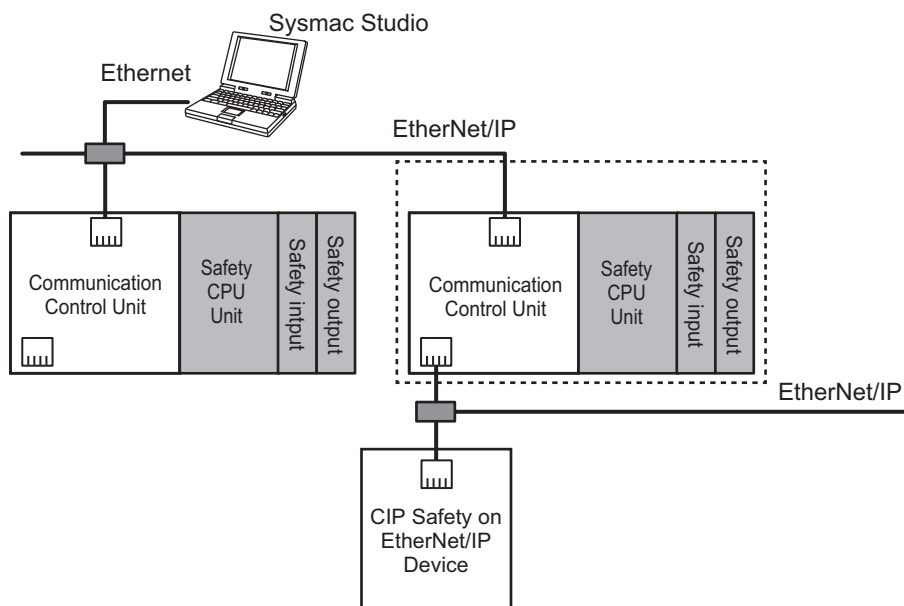 Sysmac Studio
Ethernet
EtherNet/IP
Communication
Control Unit
Safety
CPU
Unit
Safety intput
Safety output
Communication
Control Unit
Safety
CPU
Unit
Safety input
Safety output
EtherNet/IP
CIP Safety on
EtherNet/IP
Device